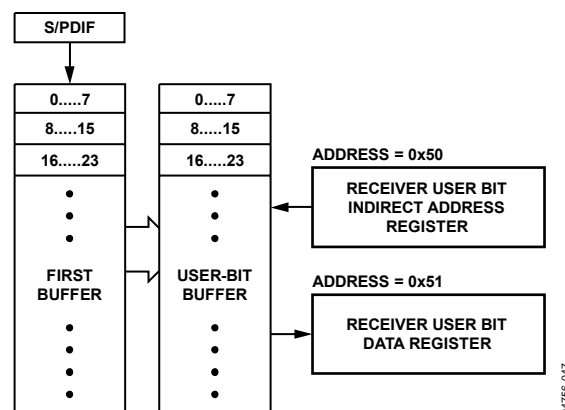 S/PDIF
0.....7
8.....15
16.....23
FIRST
BUFFER
0.....7
8.....15
16.....23
USER-BIT
BUFFER
ADDRESS = 0x50
RECEIVER USER BIT
INDIRECT ADDRESS
REGISTER
ADDRESS = 0x51
RECEIVER USER BIT
DATA REGISTER